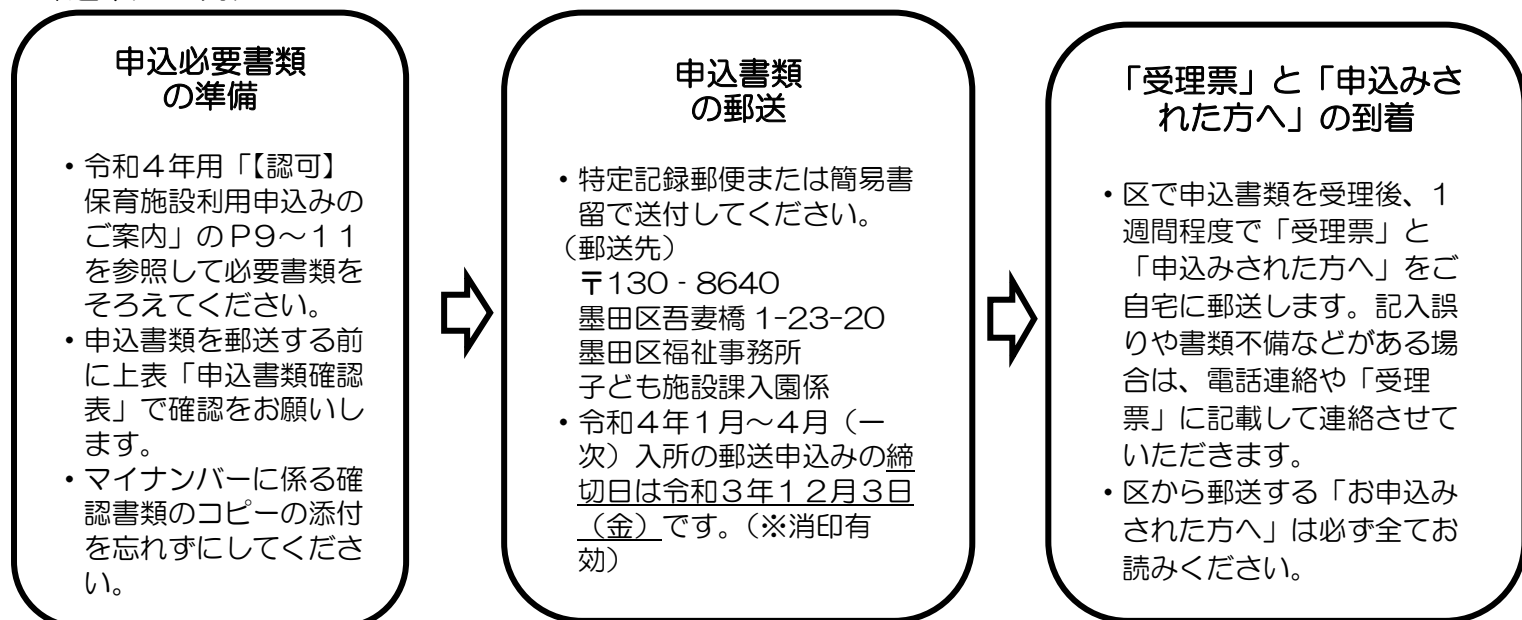 申込必要書類
の準備
・令和４年用「【認可】
保育施設利用申込みの
ご案内」のＰ９～１１
を参照して必要書類を
そろえてください。
・申込書類を郵送する前
に上表「申込書類確認
表」で確認をお願いし
ます。
・マイナンバーに係る確
認書類のコピーの添付
を忘れずにしてくださ
い。
申込書類
の郵送
・特定記録郵便または簡易書
留で送付してください。
（郵送先）
〒130‐8640
墨田区吾妻橋 1-23-20
墨田区福祉事務所
子ども施設課入園係
・令和４年１月～４月（一
次）入所の郵送申込みの締
切日は令和３年１２月３日
（金）です。（※消印有
効）
「受理票」と「申込みさ
れた方へ」の到着
・区で申込書類を受理後、１
週間程度で「受理票」と
「申込みされた方へ」をご
自宅に郵送します。記入誤
りや書類不備などがある場
合は、電話連絡や「受理
票」に記載して連絡させて
いただきます。
・区から郵送する「お申込み
された方へ」は必ず全てお
読みください。